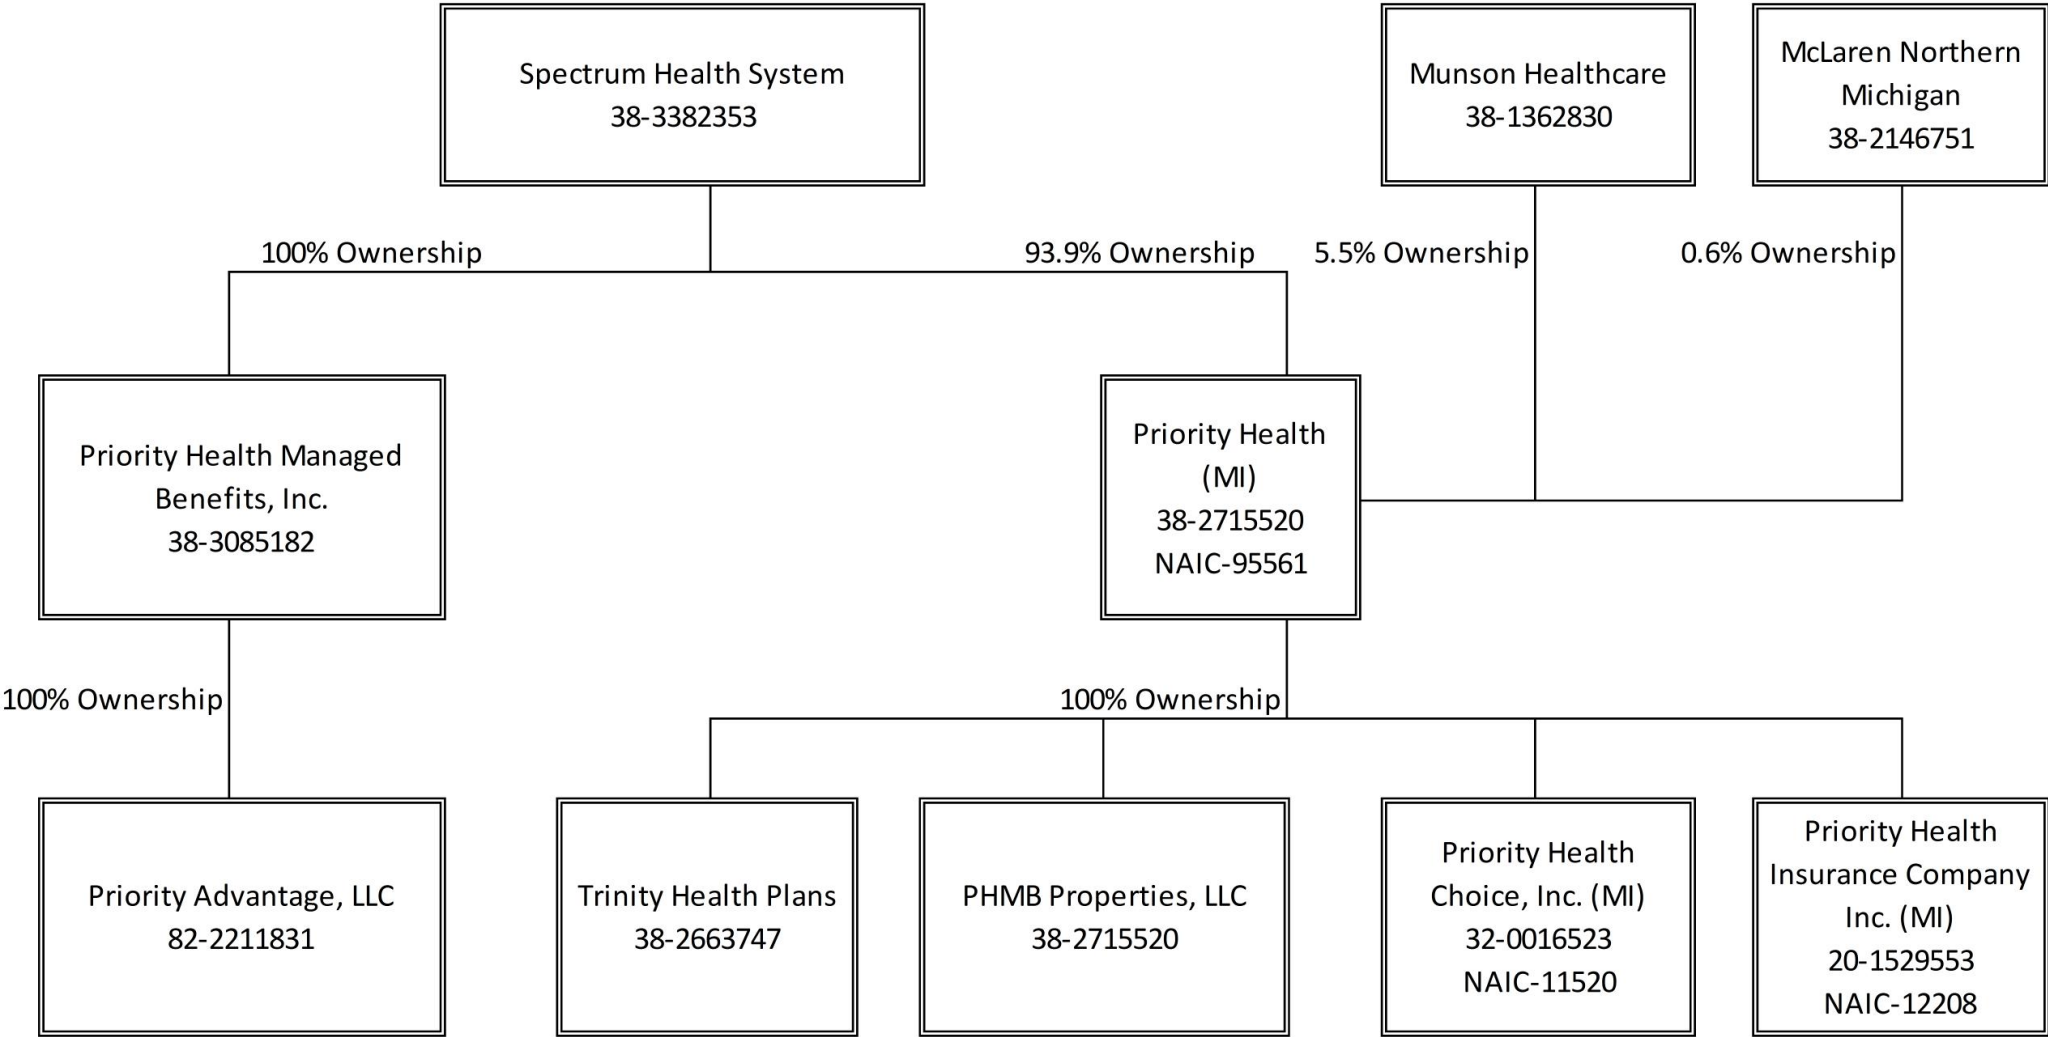 Spectrum Health System
38-3382353
Munson Healthcare
38-1362830
McLaren Northern
Michigan
38-2146751
100% Ownership
93.9% Ownership
5.5% Ownership
0.6% Ownership
Priority Health Managed
Benefits, Inc.
38-3085182
Priority Health
(MI)
38-2715520
NAIC-95561
100% Ownership
100% Ownership
Priority Advantage, LLC
82-2211831
Trinity Health Plans
38-2663747
PHMB Properties, LLC
38-2715520
Priority Health
Choice, Inc. (MI)
32-0016523
NAIC-11520
Priority Health
Insurance Company
Inc. (MI)
20-1529553
NAIC-12208